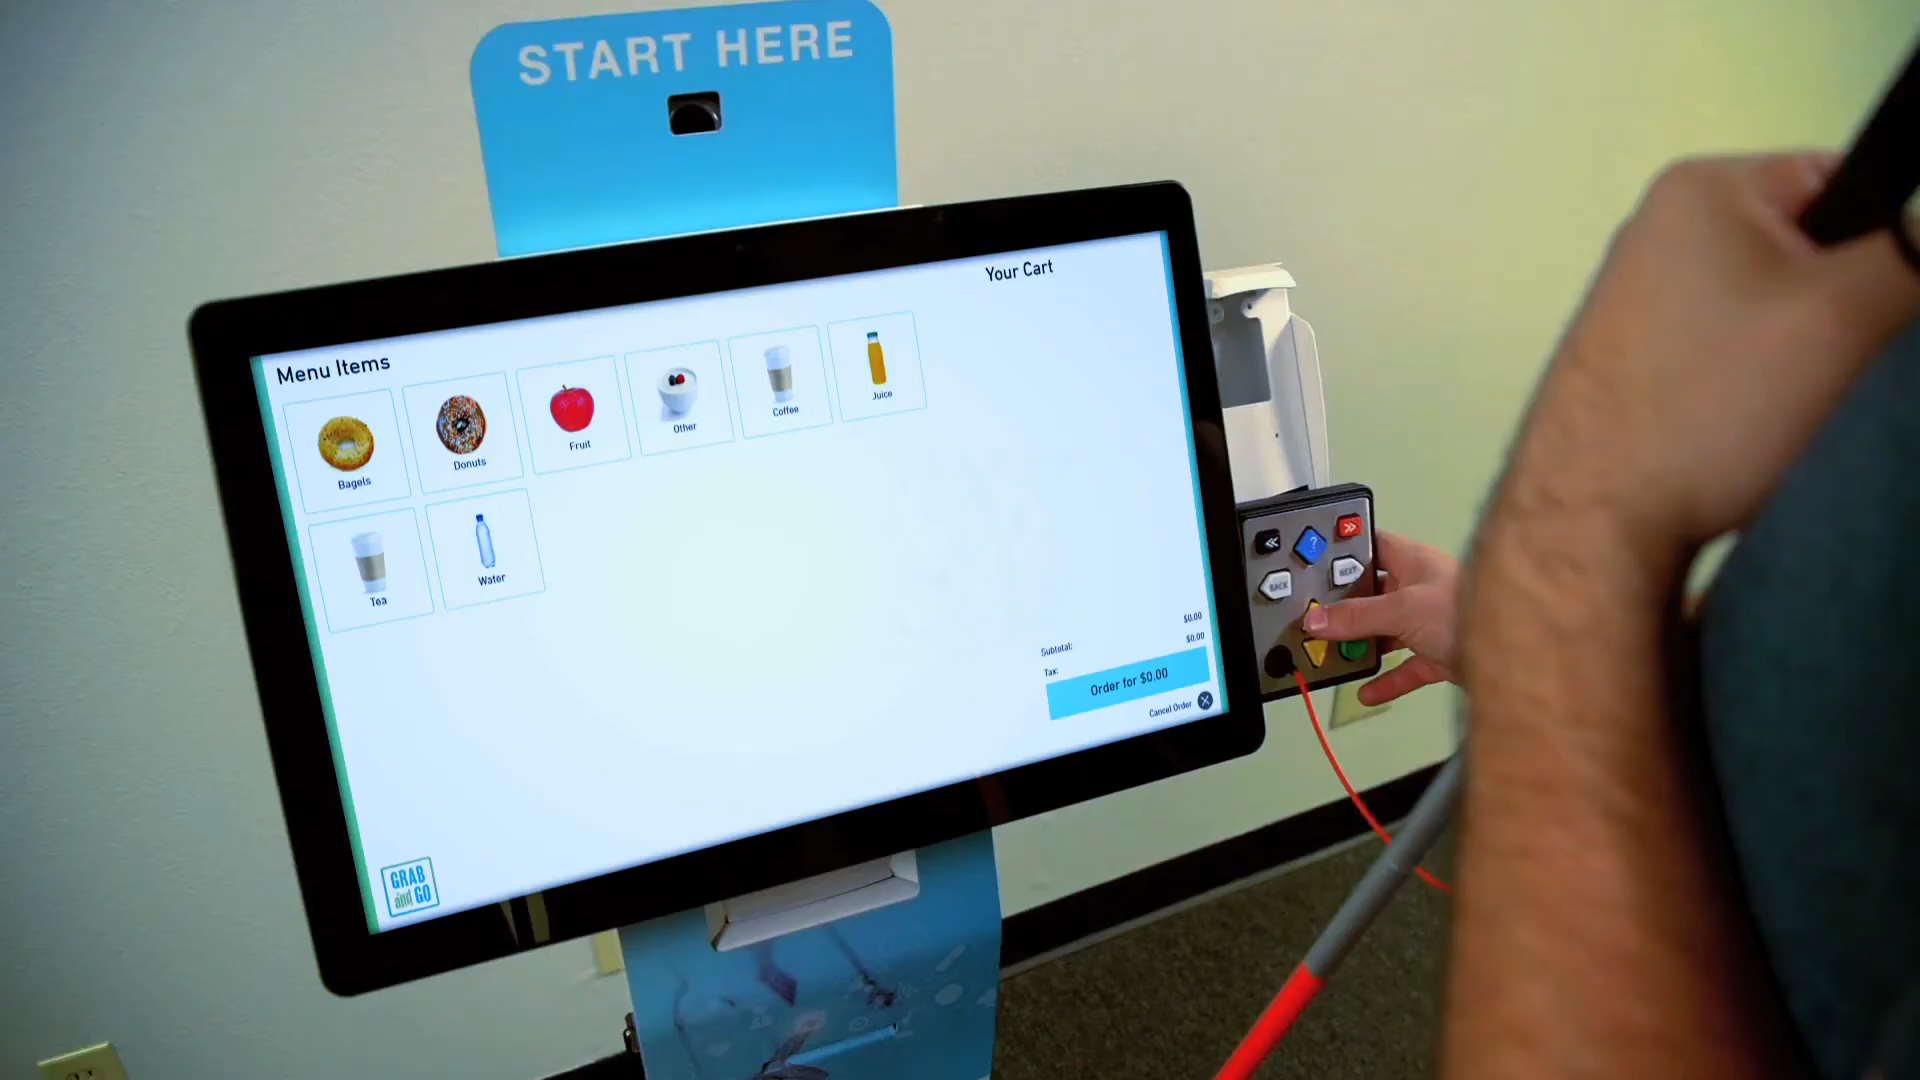 START HERE
Your Cart
Menu Items
Bagels
Donuts
Fruit
Other
Coffee
Juice
Tea
Water
$0.00
Subtotal:
$0.00
Tax:
Order for $0.00
Cancel Order
GRAB
and GO
?
BACK
NEXT